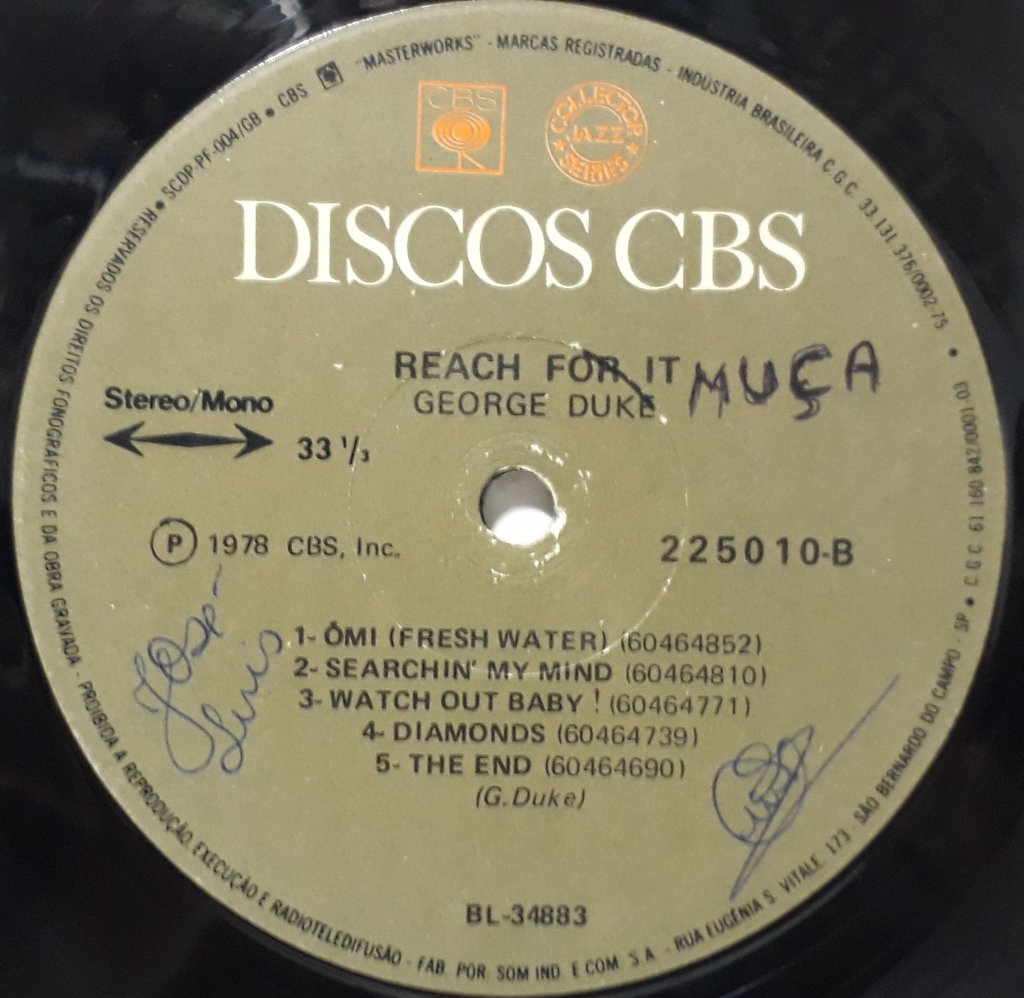 RESERVADOS OS DIREITOS FONOGRAFICOS E DA OBRA GRAVADA - PROIBIDA A REPRODUÇÃO, EXECUÇÃO E RADIOTELEDIFUSÃO - FAB. POR: SOM IND. E COM. S.A. - RUA EUGÊNIA S. VITALE, 173 - SÃO BERNARDO DO CAMPO - SP • C G C 61 160 842/0001-03
• SCDP-PF-004/GB • CBS "MASTERWORKS" - MARCAS REGISTRADAS - INDÚSTRIA BRASILEIRA C.G.C. 33.131.376/0002-75 •
CBS
COLLECTOR JAZZ SERIES
DISCOS CBS
REACH FOR IT
MUÇA
GEORGE DUKE
Stereo/Mono
33 1/3
Ⓟ 1978 CBS, Inc.
225010-B
1- ÔMI (FRESH WATER) (60464852)
2- SEARCHIN' MY MIND (60464810)
3- WATCH OUT BABY ! (60464771)
4- DIAMONDS (60464739)
5- THE END (60464690)
(G. Duke)
José
Luis
BL-34883